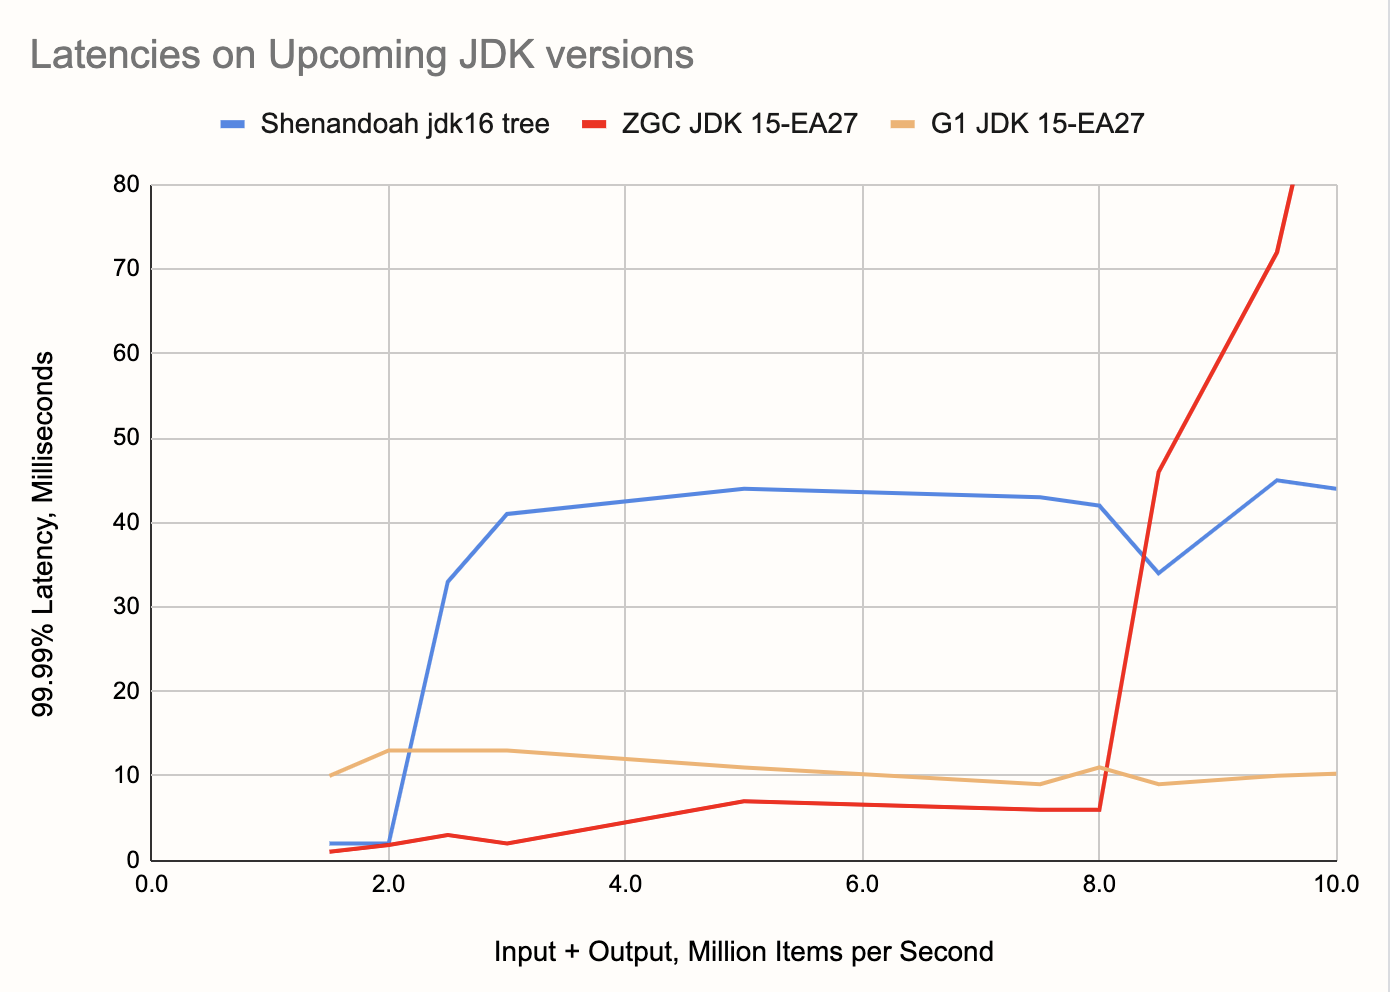 Latencies on Upcoming JDK versions
Shenandoah jdk16 tree ZGC JDK 15-EA27 G1 JDK 15-EA27
80
70
60
50
40
30
20
10
0
99.99% Latency, Milliseconds
0.0 2.0 4.0 6.0 8.0 10.0
Input + Output, Million Items per Second